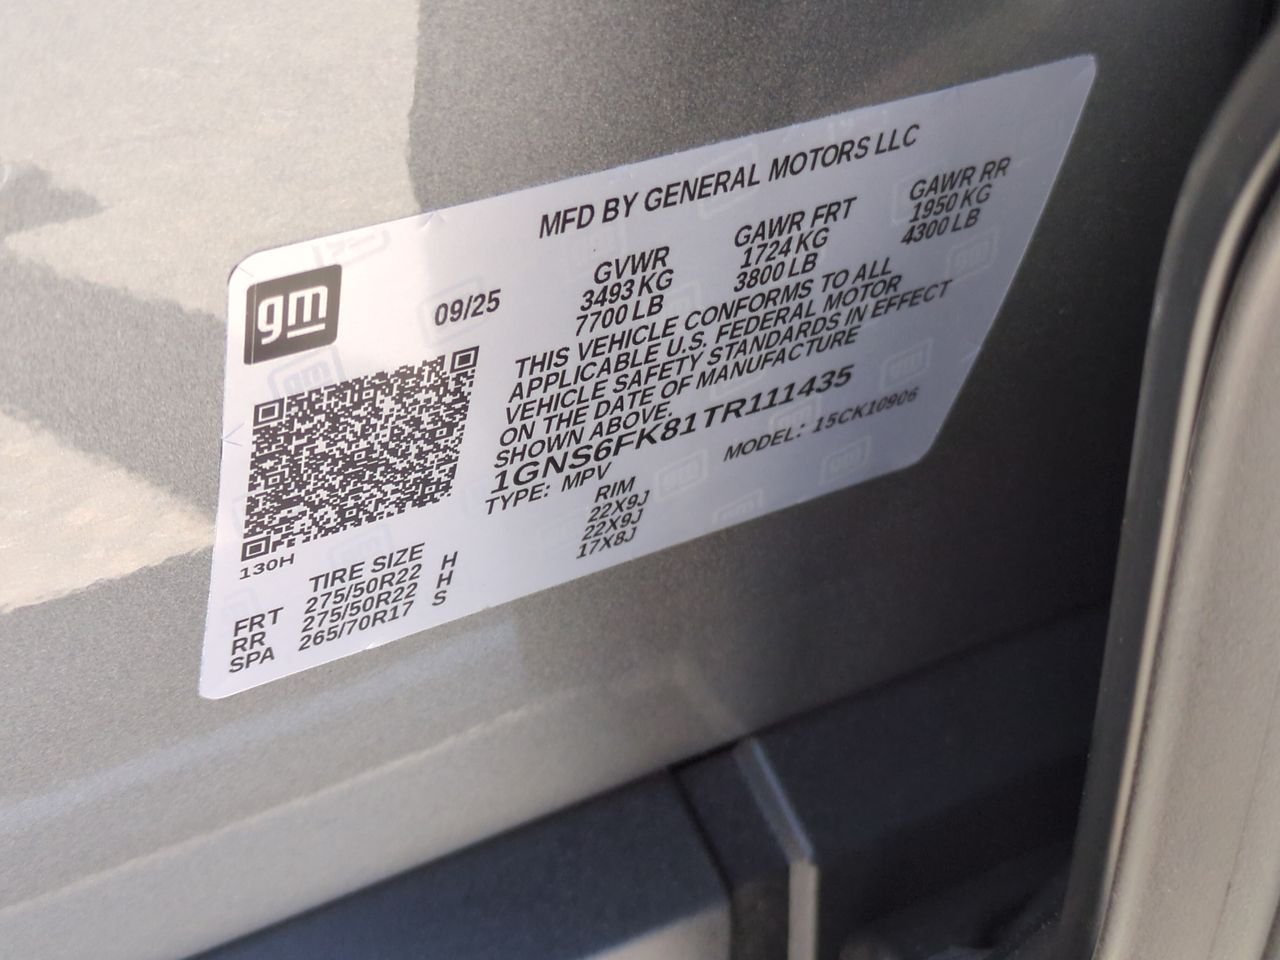 MFD BY GENERAL MOTORS LLC
gm
09/25
GVWR GAWR FRT GAWR RR
3493 KG 1724 KG 1950 KG
7700 LB 3800 LB 4300 LB
THIS VEHICLE CONFORMS TO ALL
APPLICABLE U.S. FEDERAL MOTOR
VEHICLE SAFETY STANDARDS IN EFFECT
ON THE DATE OF MANUFACTURE
SHOWN ABOVE.
1GNS6FK81TR111435
TYPE: MPV MODEL: 15CK10906
130H
TIRE SIZE RIM
FRT 275/50R22 H 22X9J
RR 275/50R22 H 22X9J
SPA 265/70R17 S 17X8J